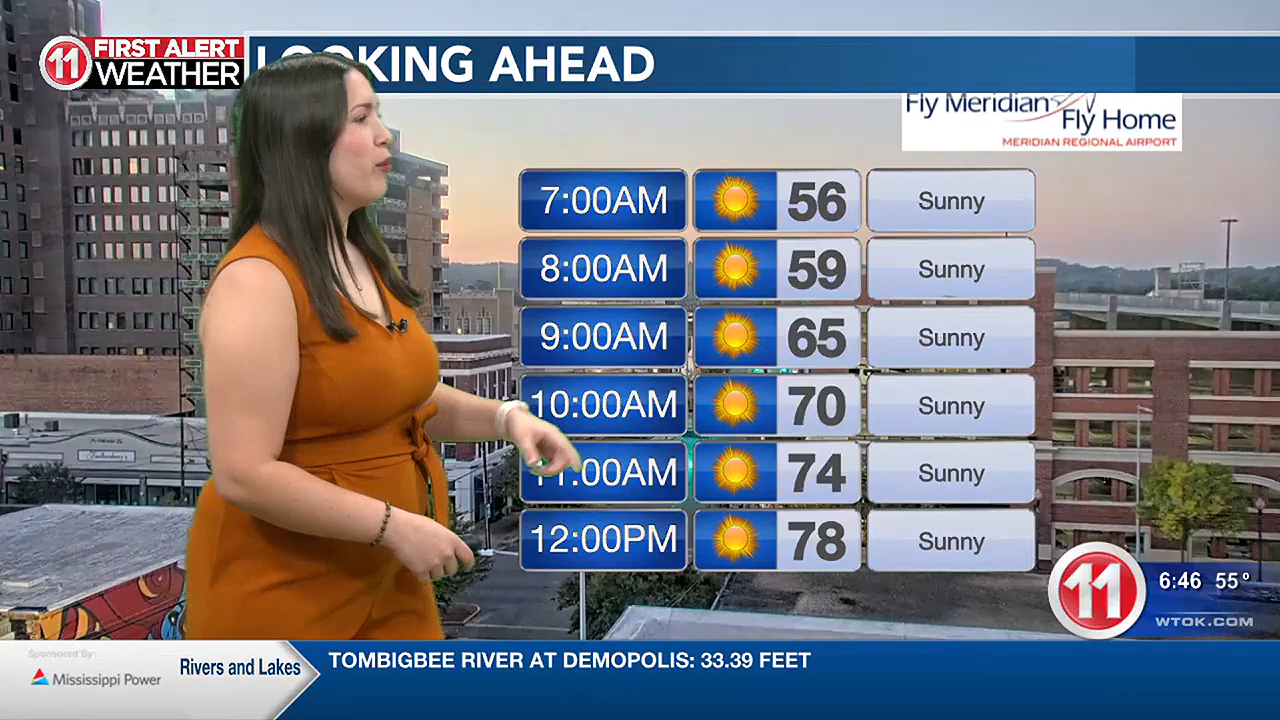 11
FIRST ALERT
WEATHER
LOOKING AHEAD
Fly Meridian
Fly Home
MERIDIAN REGIONAL AIRPORT
7:00AM 56 Sunny
8:00AM 59 Sunny
9:00AM 65 Sunny
10:00AM 70 Sunny
11:00AM 74 Sunny
12:00PM 78 Sunny
11
6:46 55°
WTOK.COM
Sponsored By:
Mississippi Power
Rivers and Lakes
TOMBIGBEE RIVER AT DEMOPOLIS: 33.39 FEET